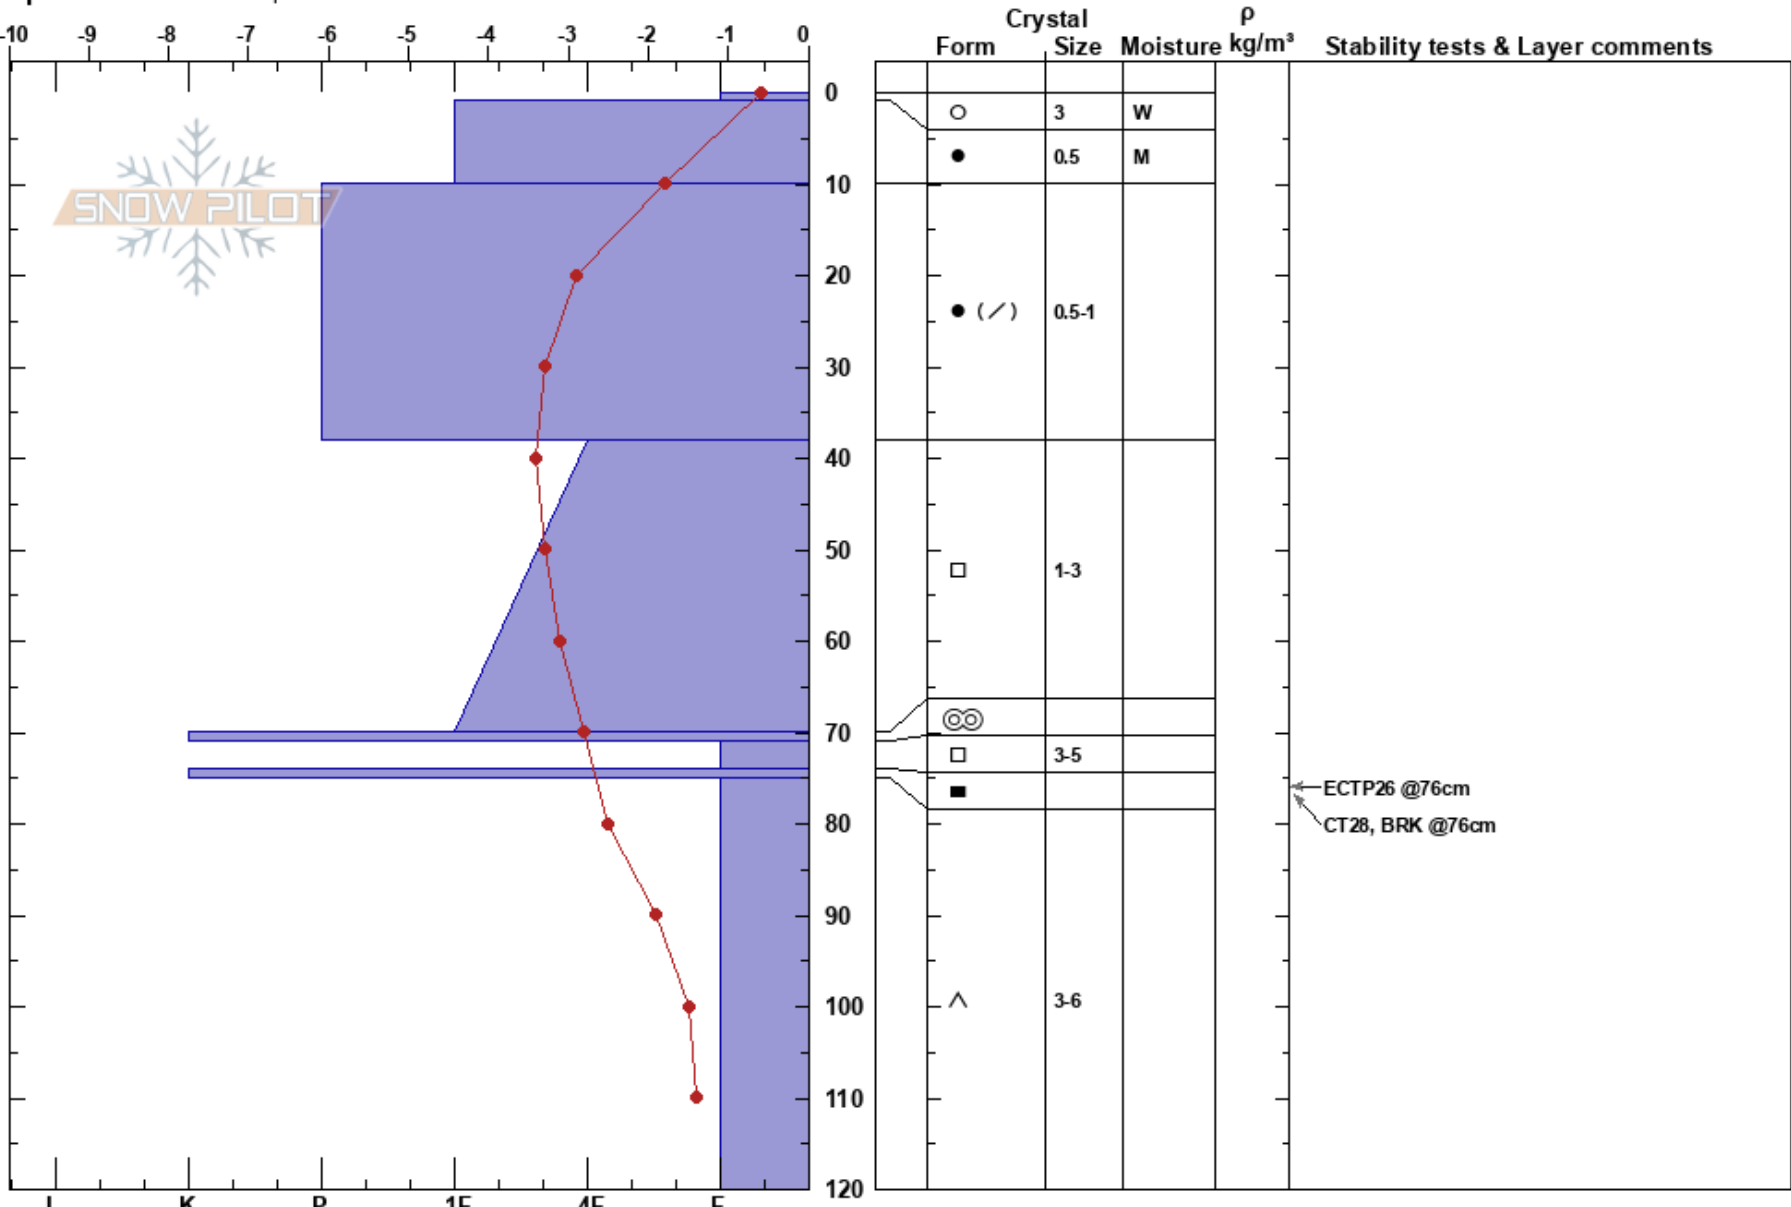 Crystal ρ
-10 -9 -8 -7 -6 -5 -4 -3 -2 -1 0
Form Size Moisture kg/m³ Stability tests & Layer comments
0
3 W
0.5 M
SNOW PILOT
10
20
0.5-1
30
40
50
1-3
60
70
3-5
ECTP26 @76cm
80
CT28, BRK @76cm
90
100
3-6
110
120
I K P 1F 4F F